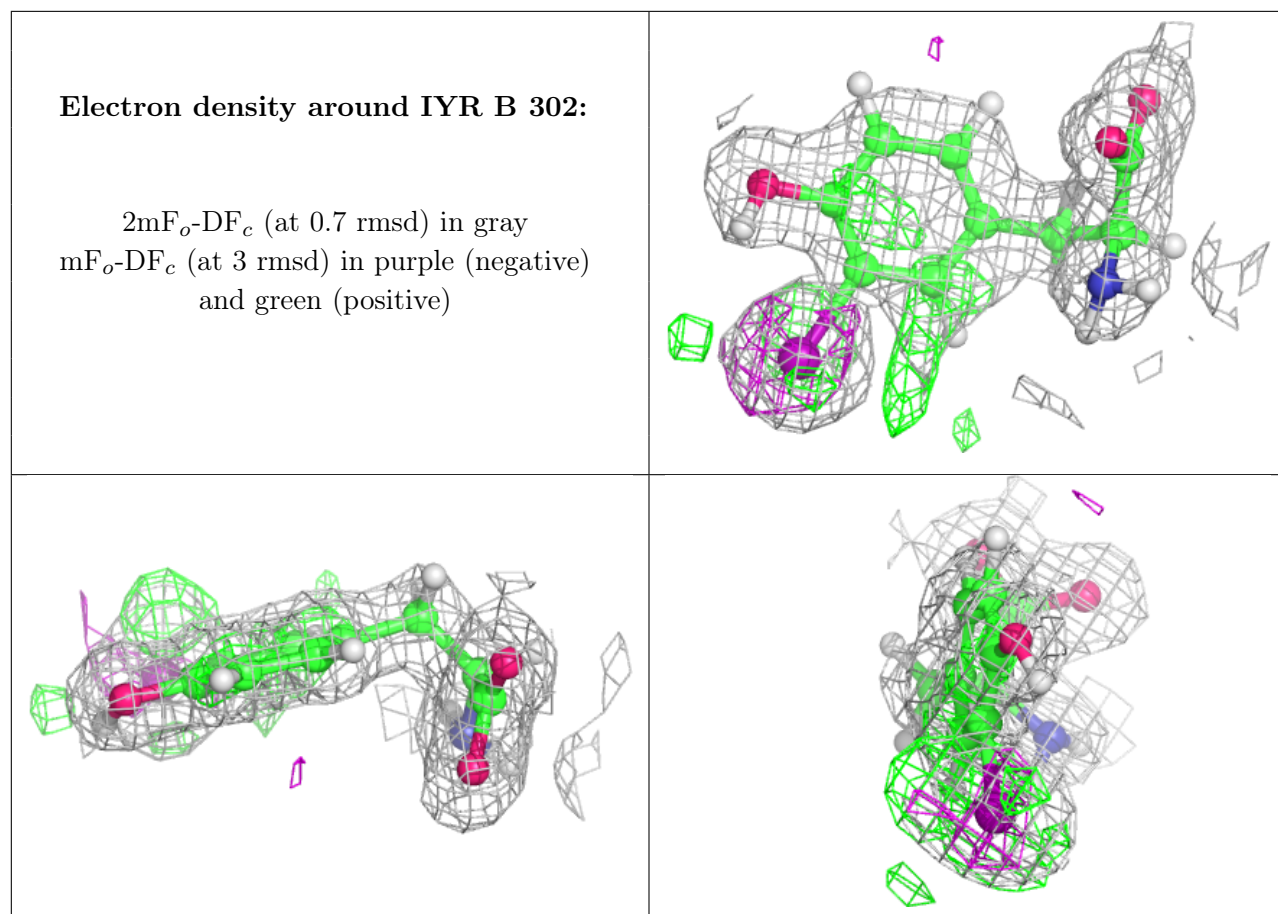 Electron density around IYR B 302:
2mFₒ-DF𝒸 (at 0.7 rmsd) in gray
mFₒ-DF𝒸 (at 3 rmsd) in purple (negative)
and green (positive)